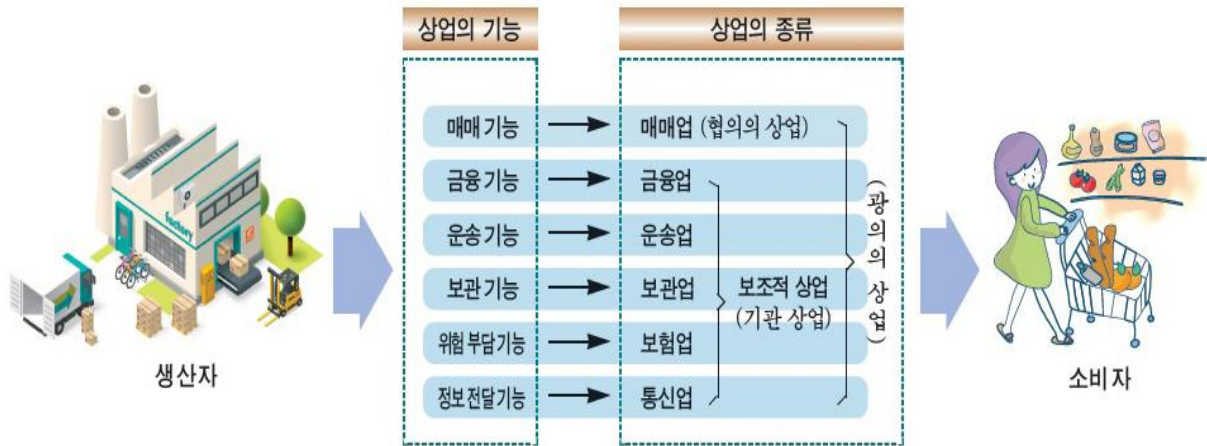 상업의 기능
상업의 종류
매매 기능
매매업 (협의의 상업)
금융 기능
금융업
운송 기능
운송업
보관 기능
보관업
위험 부담 기능
보험업
정보 전달 기능
통신업
보조적 상업
(기관 상업)
(광의의 상업)
factory
생산자
소비자